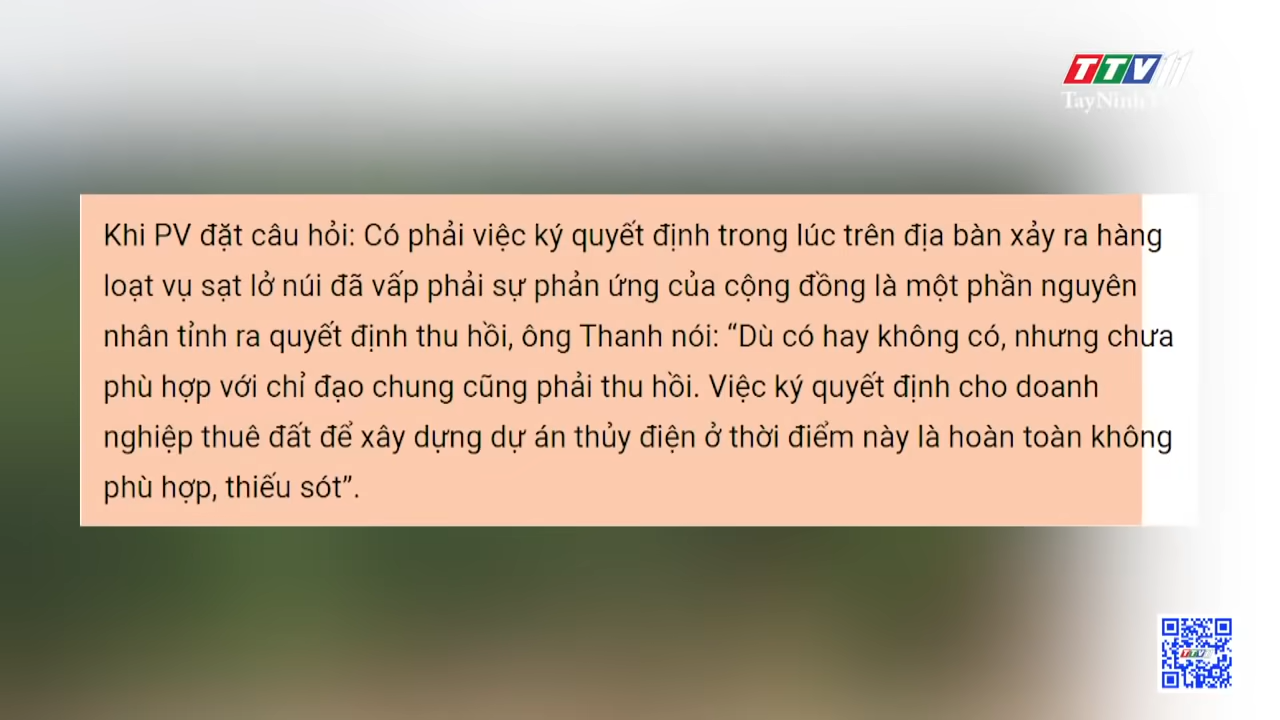 TTV11
TayNinhT
Khi PV đặt câu hỏi: Có phải việc ký quyết định trong lúc trên địa bàn xảy ra hàng
loạt vụ sạt lở núi đã vấp phải sự phản ứng của cộng đồng là một phần nguyên
nhân tỉnh ra quyết định thu hồi, ông Thanh nói: “Dù có hay không có, nhưng chưa
phù hợp với chỉ đạo chung cũng phải thu hồi. Việc ký quyết định cho doanh
nghiệp thuê đất để xây dựng dự án thủy điện ở thời điểm này là hoàn toàn không
phù hợp, thiếu sót”.
TTV